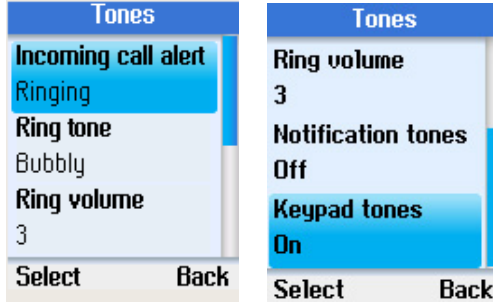 Tones
Incoming call alert
Ringing
Ring tone
Bubbly
Ring volume
3
Select Back
Tones
Ring volume
3
Notification tones
Off
Keypad tones
On
Select Back